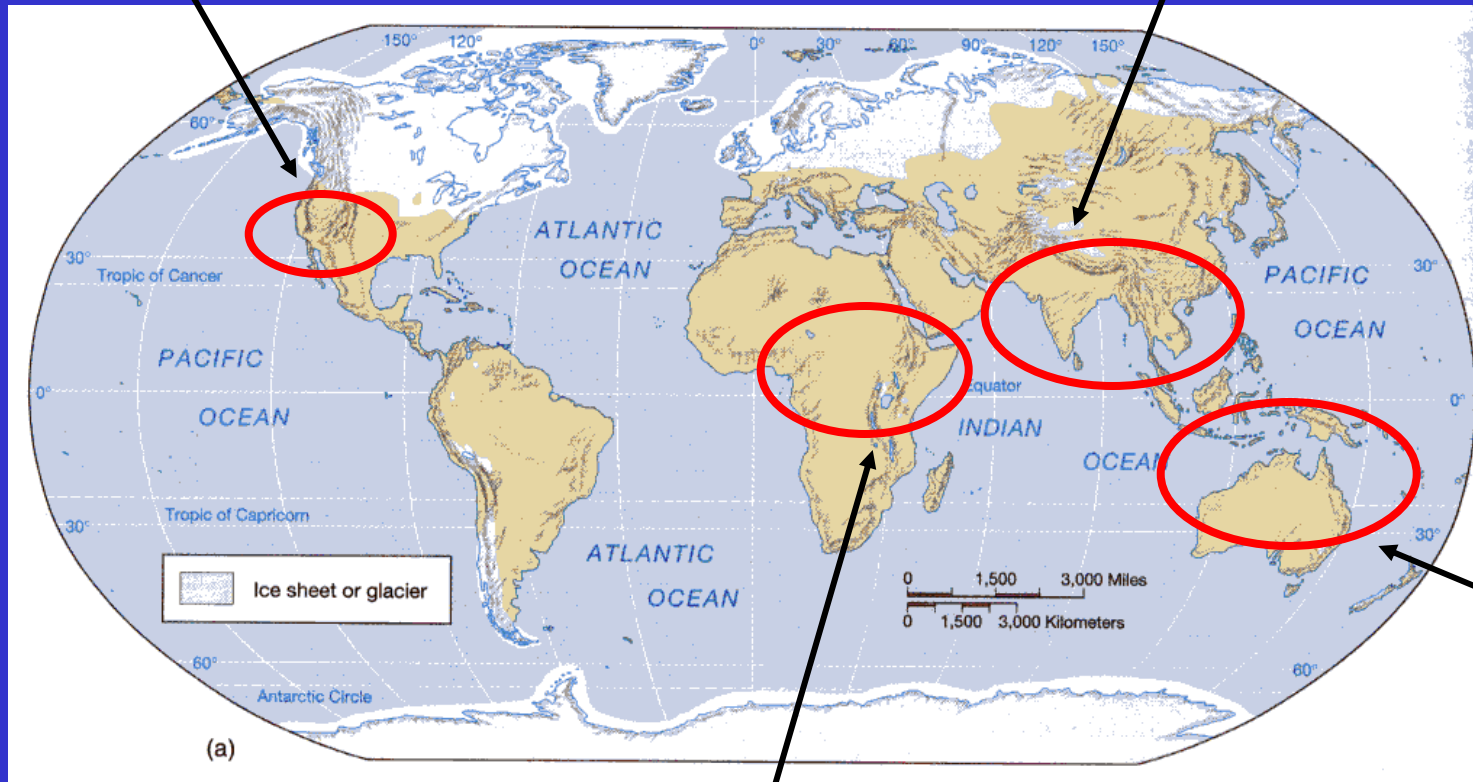 150° 120° 0° 30° 60° 90° 120° 150°
60°
ATLANTIC
OCEAN
30°
Tropic of Cancer
PACIFIC
OCEAN
30°
PACIFIC
OCEAN
0°
Equator
0°
INDIAN
OCEAN
Tropic of Capricorn
30°
30°
ATLANTIC
OCEAN
Ice sheet or glacier
0 1,500 3,000 Miles
0 1,500 3,000 Kilometers
60°
60°
Antarctic Circle
(a)